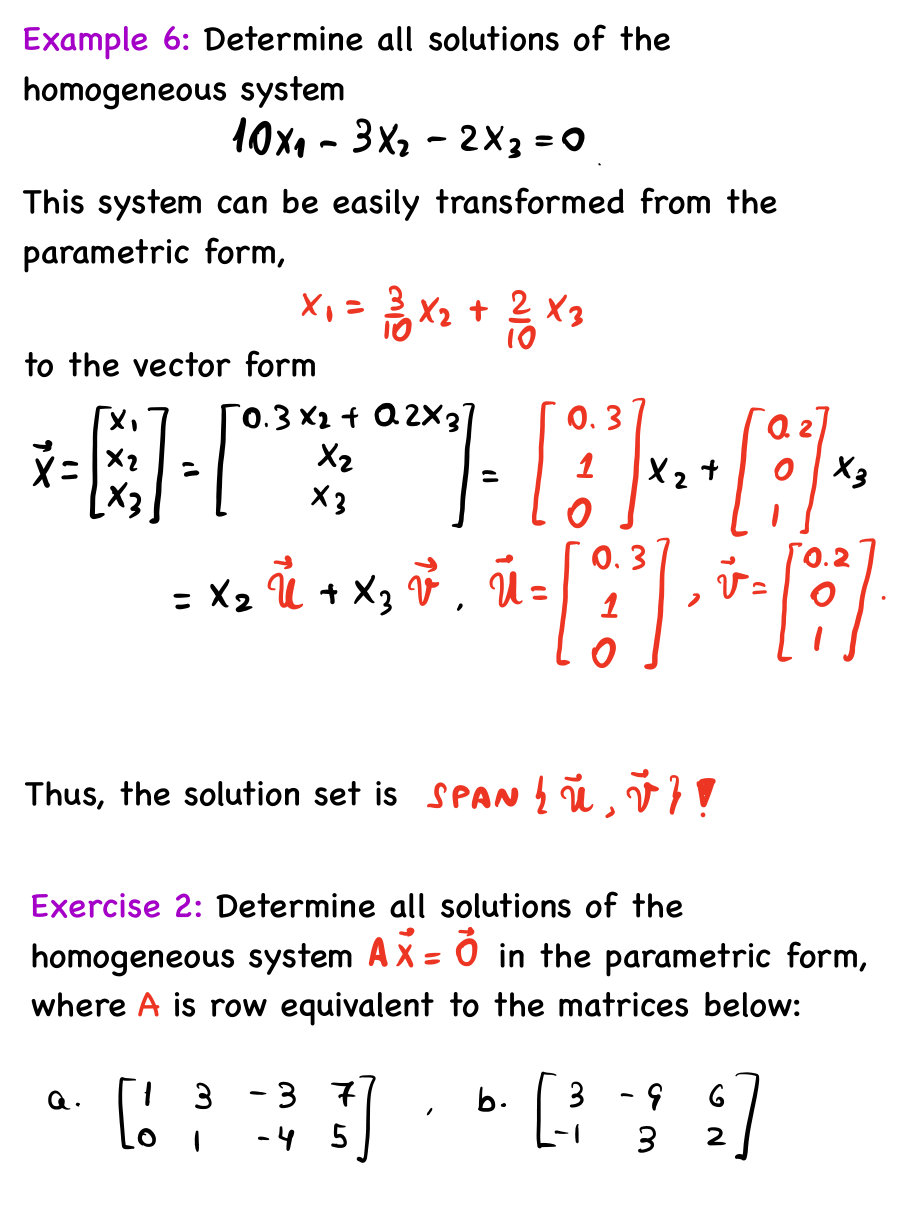 Example 6: Determine all solutions of the
homogeneous system
10x₁ - 3x₂ - 2x₃ = 0
This system can be easily transformed from the
parametric form,
x₁ = 3/10 x₂ + 2/10 x₃
to the vector form
x⃗ = [x₁; x₂; x₃] = [0.3x₂ + 0.2x₃; x₂; x₃] = [0.3; 1; 0] x₂ + [0.2; 0; 1] x₃
= x₂ u⃗ + x₃ v⃗ , u⃗ = [0.3; 1; 0] , v⃗ = [0.2; 0; 1] .
Thus, the solution set is SPAN { u⃗ , v⃗ } !
Exercise 2: Determine all solutions of the
homogeneous system A x⃗ = 0⃗ in the parametric form,
where A is row equivalent to the matrices below:
a. [1 3 -3 7; 0 1 -4 5] , b. [3 -9 6; -1 3 2]